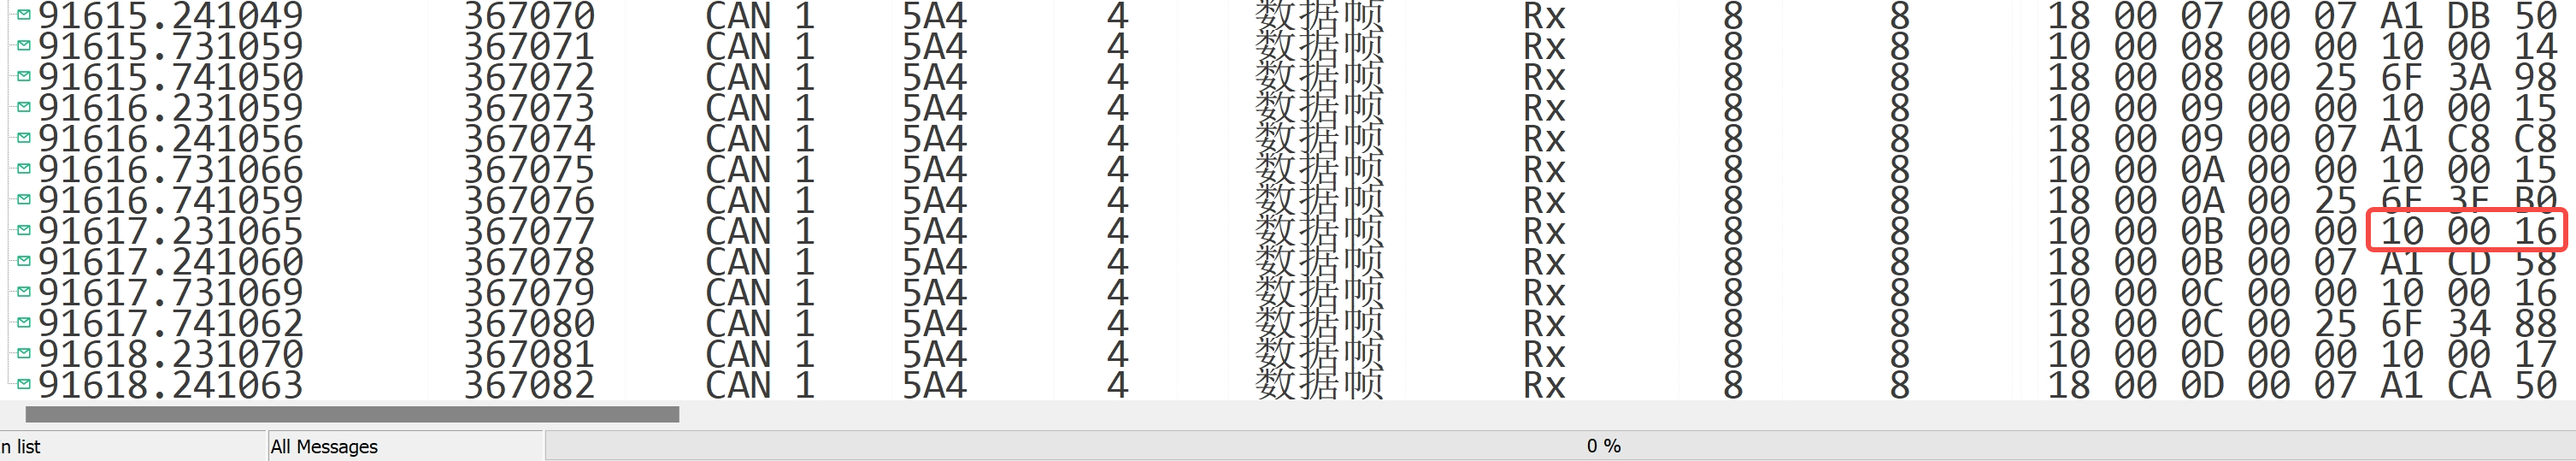 91615.241049 367070 CAN 1 5A4 4 数据帧 Rx 8 8 18 00 07 00 07 A1 DB 50
91615.731059 367071 CAN 1 5A4 4 数据帧 Rx 8 8 10 00 08 00 00 10 00 14
91615.741050 367072 CAN 1 5A4 4 数据帧 Rx 8 8 18 00 08 00 25 6F 3A 98
91616.231059 367073 CAN 1 5A4 4 数据帧 Rx 8 8 10 00 09 00 00 10 00 15
91616.241056 367074 CAN 1 5A4 4 数据帧 Rx 8 8 18 00 09 00 07 A1 C8 C8
91616.731066 367075 CAN 1 5A4 4 数据帧 Rx 8 8 10 00 0A 00 00 10 00 15
91616.741059 367076 CAN 1 5A4 4 数据帧 Rx 8 8 18 00 0A 00 25 6F B0
91617.231065 367077 CAN 1 5A4 4 数据帧 Rx 8 8 10 00 0B 00 00 10 00 16
91617.241060 367078 CAN 1 5A4 4 数据帧 Rx 8 8 18 00 0B 00 07 A1 CD 58
91617.731069 367079 CAN 1 5A4 4 数据帧 Rx 8 8 10 00 0C 00 00 10 00 16
91617.741062 367080 CAN 1 5A4 4 数据帧 Rx 8 8 18 00 0C 00 25 6F 34 88
91618.231070 367081 CAN 1 5A4 4 数据帧 Rx 8 8 10 00 0D 00 00 10 00 17
91618.241063 367082 CAN 1 5A4 4 数据帧 Rx 8 8 18 00 0D 00 07 A1 CA 50
n list All Messages 0 %